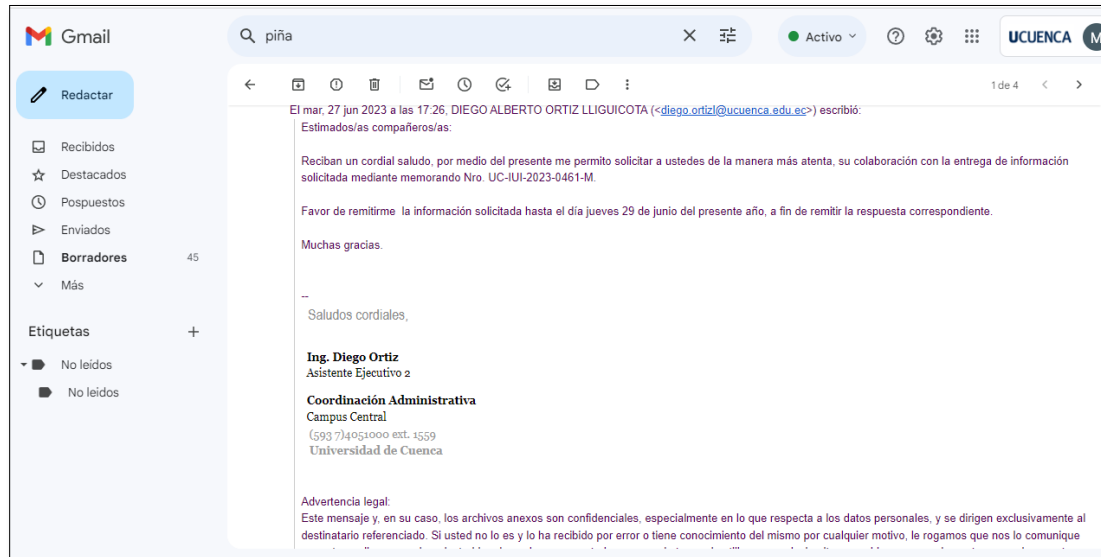 Gmail
piña
Activo
UCUENCA
M
Redactar
1 de 4
Recibidos
Destacados
Pospuestos
Enviados
Borradores 45
Más
Etiquetas
No leidos
No leidos
El mar, 27 jun 2023 a las 17:26, DIEGO ALBERTO ORTIZ LLIGUICOTA (<diego.ortizl@ucuenca.edu.ec>) escribió:
Estimados/as compañeros/as:
Reciban un cordial saludo, por medio del presente me permito solicitar a ustedes de la manera más atenta, su colaboración con la entrega de información
solicitada mediante memorando Nro. UC-IUI-2023-0461-M.
Favor de remitirme la información solicitada hasta el día jueves 29 de junio del presente año, a fin de remitir la respuesta correspondiente.
Muchas gracias.
--
Saludos cordiales,
Ing. Diego Ortiz
Asistente Ejecutivo 2
Coordinación Administrativa
Campus Central
(593 7)4051000 ext. 1559
Universidad de Cuenca
Advertencia legal:
Este mensaje y, en su caso, los archivos anexos son confidenciales, especialmente en lo que respecta a los datos personales, y se dirigen exclusivamente al
destinatario referenciado. Si usted no lo es y lo ha recibido por error o tiene conocimiento del mismo por cualquier motivo, le rogamos que nos lo comunique